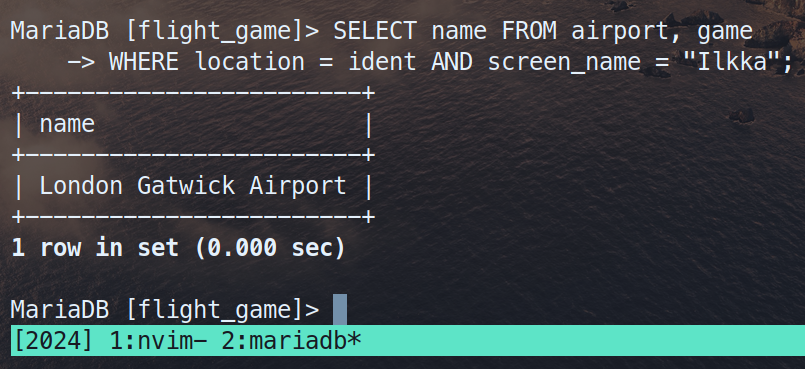 MariaDB [flight_game]> SELECT name FROM airport, game
    -> WHERE location = ident AND screen_name = "Ilkka";
+------------------------+
| name                   |
+------------------------+
| London Gatwick Airport |
+------------------------+
1 row in set (0.000 sec)
MariaDB [flight_game]>
[2024] 1:nvim- 2:mariadb*